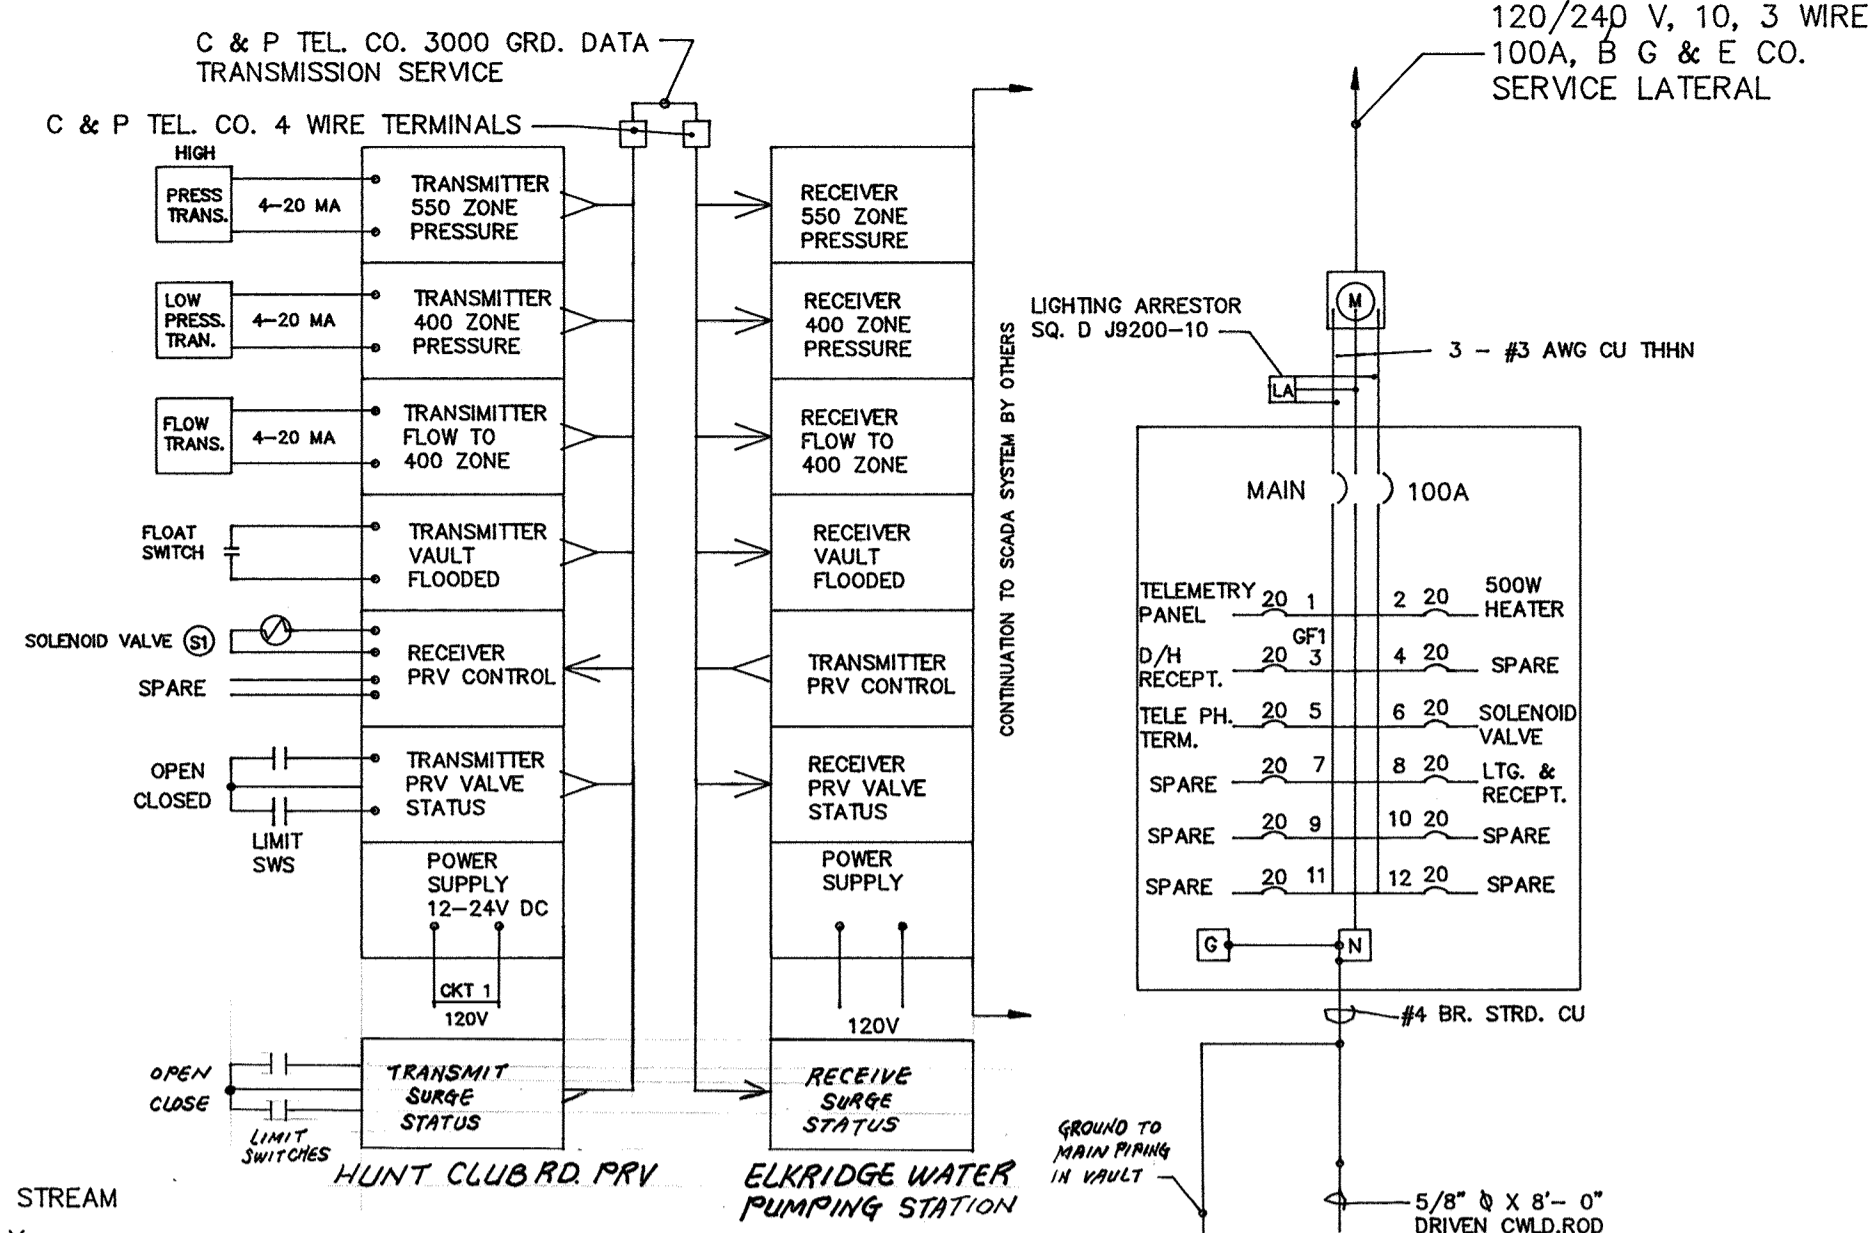 C & P TEL. CO. 3000 GRD. DATA
TRANSMISSION SERVICE
C & P TEL. CO. 4 WIRE TERMINALS
HIGH
PRESS
TRANS.
4-20 MA
TRANSMITTER
550 ZONE
PRESSURE
RECEIVER
550 ZONE
PRESSURE
LOW
PRESS.
TRAN.
4-20 MA
TRANSMITTER
400 ZONE
PRESSURE
RECEIVER
400 ZONE
PRESSURE
FLOW
TRANS.
4-20 MA
TRANSIMITTER
FLOW TO
400 ZONE
RECEIVER
FLOW TO
400 ZONE
FLOAT
SWITCH
TRANSMITTER
VAULT
FLOODED
RECEIVER
VAULT
FLOODED
SOLENOID VALVE S1
SPARE
RECEIVER
PRV CONTROL
TRANSMITTER
PRV CONTROL
OPEN
CLOSED
LIMIT
SWS
TRANSMITTER
PRV VALVE
STATUS
RECEIVER
PRV VALVE
STATUS
POWER
SUPPLY
12-24V DC
CKT 1
120V
POWER
SUPPLY
120V
OPEN
CLOSE
LIMIT
SWITCHES
TRANSMIT
SURGE
STATUS
RECEIVE
SURGE
STATUS
HUNT CLUB RD. PRV
ELKRIDGE WATER
PUMPING STATION
STREAM
CONTINUATION TO SCADA SYSTEM BY OTHERS
120/240 V, 10, 3 WIRE
100A, B G & E CO.
SERVICE LATERAL
M
LIGHTING ARRESTOR
SQ. D J9200-10
3 - #3 AWG CU THHN
LA
MAIN 100A
TELEMETRY
PANEL
20 1 2 20
500W
HEATER
GF1
D/H
RECEPT.
20 3 4 20 SPARE
TELE PH.
TERM.
20 5 6 20
SOLENOID
VALVE
SPARE 20 7 8 20
LTG. &
RECEPT.
SPARE 20 9 10 20 SPARE
SPARE 20 11 12 20 SPARE
G N
#4 BR. STRD. CU
GROUND TO
MAIN PIPING
IN VAULT
5/8" ϕ X 8'- 0"
DRIVEN CWLD.ROD